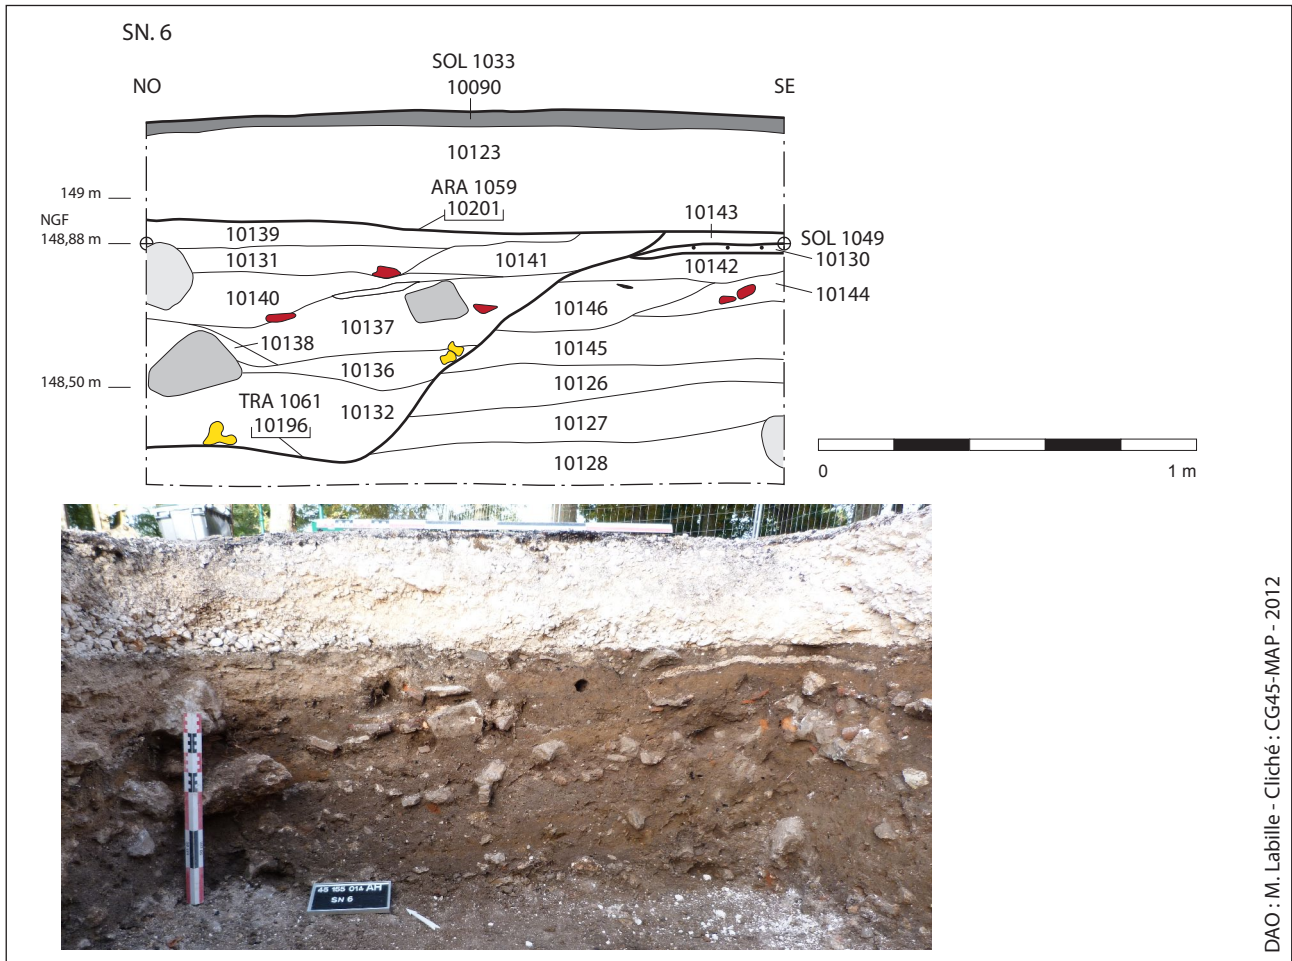 SN. 6
SOL 1033
NO
10090
SE
10123
149 m
ARA 1059
10201
NGF
10143
148,88 m
10139
SOL 1049
10131
10141
10142
10130
10140
10144
10137
10146
10138
10145
10136
148,50 m
10126
TRA 1061
10132
10196
10127
10128
0
1 m
45 155 014 AH
SN 6
DAO : M. Labille - Cliché : CG45-MAP - 2012